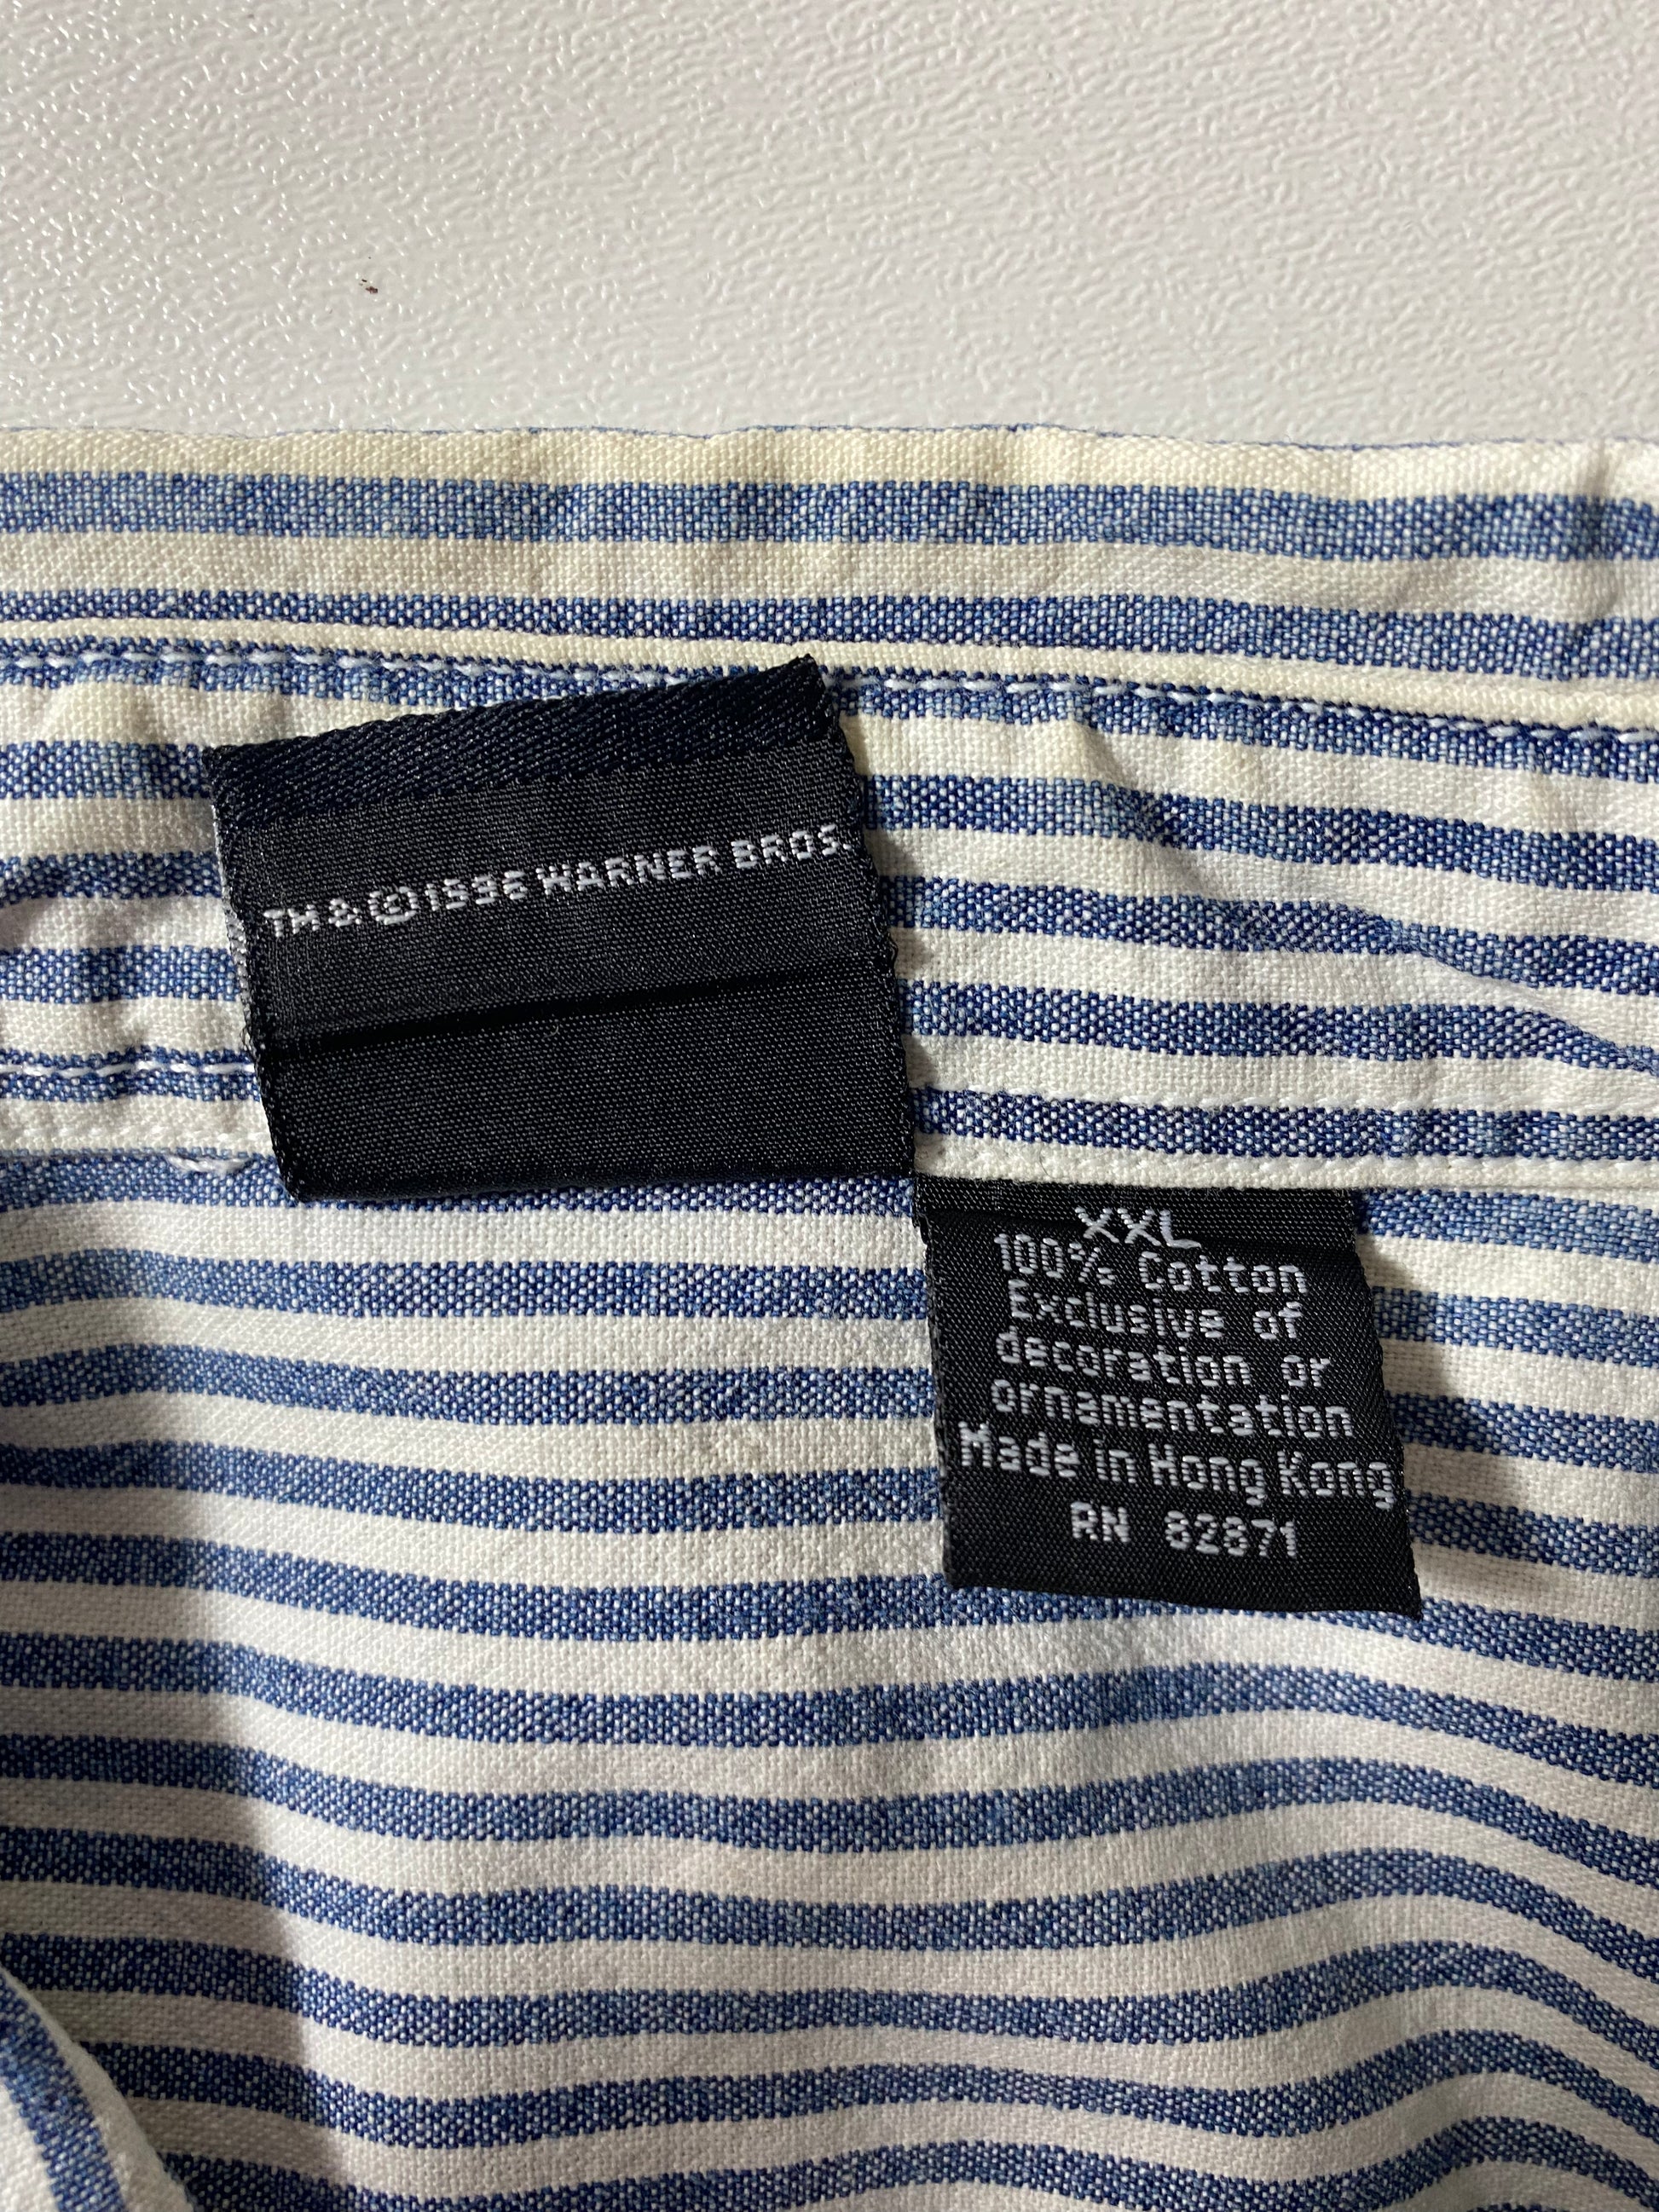 TM & © 1996 WARNER BROS.
XXL
100% Cotton
Exclusive of
decoration or
ornamentation
Made in Hong Kong
RN 82871